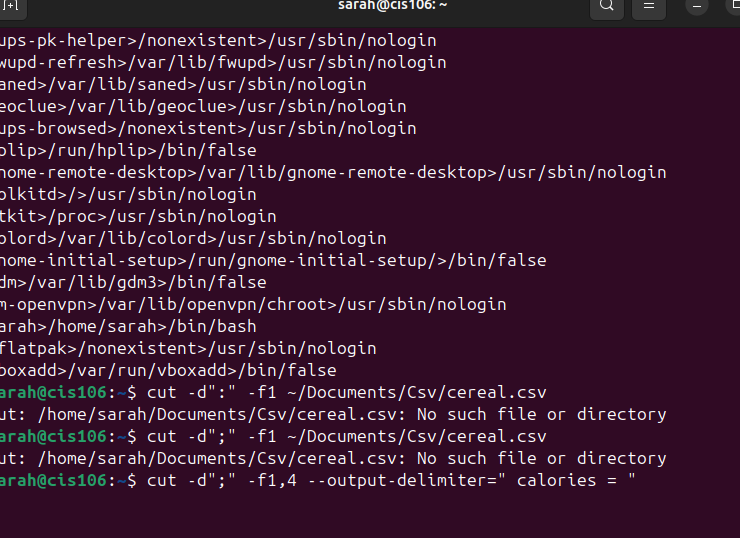 sarah@cis106: ~
ups-pk-helper>/nonexistent>/usr/sbin/nologin
wupd-refresh>/var/lib/fwupd>/usr/sbin/nologin
aned>/var/lib/saned>/usr/sbin/nologin
eoclue>/var/lib/geoclue>/usr/sbin/nologin
ups-browsed>/nonexistent>/usr/sbin/nologin
plip>/run/hplip>/bin/false
nome-remote-desktop>/var/lib/gnome-remote-desktop>/usr/sbin/nologin
olkitd>/>/usr/sbin/nologin
tkit>/proc>/usr/sbin/nologin
olord>/var/lib/colord>/usr/sbin/nologin
nome-initial-setup>/run/gnome-initial-setup/>/bin/false
dm>/var/lib/gdm3>/bin/false
m-openvpn>/var/lib/openvpn/chroot>/usr/sbin/nologin
arah>/home/sarah>/bin/bash
flatpak>/nonexistent>/usr/sbin/nologin
boxadd>/var/run/vboxadd>/bin/false
arah@cis106:~$ cut -d":" -f1 ~/Documents/Csv/cereal.csv
ut: /home/sarah/Documents/Csv/cereal.csv: No such file or directory
arah@cis106:~$ cut -d";" -f1 ~/Documents/Csv/cereal.csv
ut: /home/sarah/Documents/Csv/cereal.csv: No such file or directory
arah@cis106:~$ cut -d";" -f1,4 --output-delimiter=" calories = "